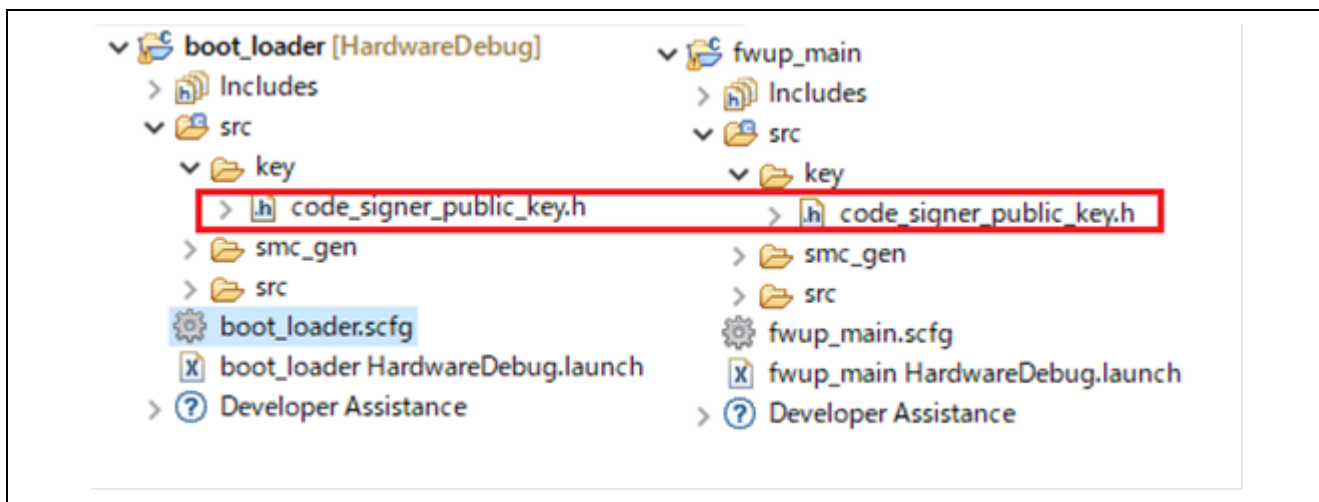 boot_loader [HardwareDebug]
Includes
src
key
code_signer_public_key.h
smc_gen
src
boot_loader.scfg
boot_loader HardwareDebug.launch
Developer Assistance
fwup_main
Includes
src
key
code_signer_public_key.h
smc_gen
src
fwup_main.scfg
fwup_main HardwareDebug.launch
Developer Assistance